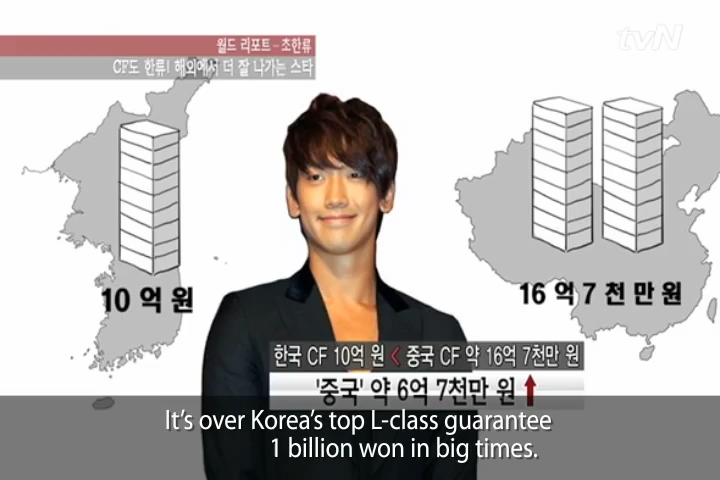 월드 리포트 - 초한류
tvN
CF도 한류! 해외에서 더 잘 나가는 스타
10 억 원
16 억 7 천 만 원
한국 CF 10억 원 < 중국 CF 약 16억 7천만 원
'중국' 약 6억 7천만 원↑
It's over Korea's top L-class guarantee
1 billion won in big times.